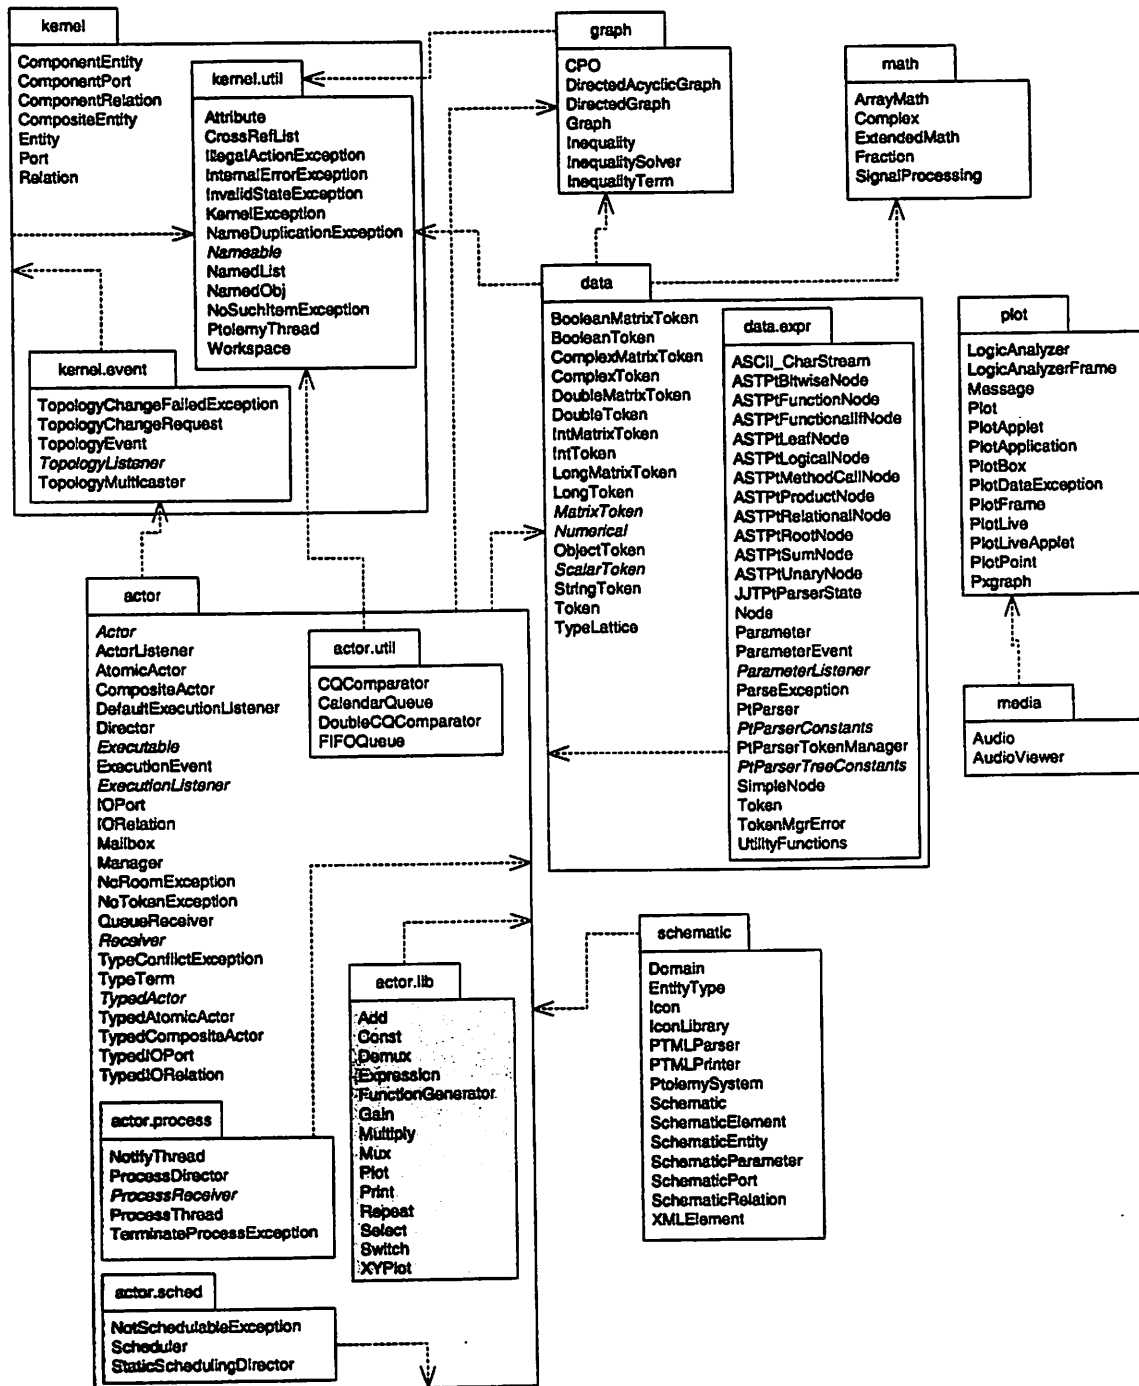 kernel
ComponentEntity
ComponentPort
ComponentRelation
CompositeEntity
Entity
Port
Relation
kernel.util
Attribute
CrossRefList
IllegalActionException
InternalErrorException
InvalidStateException
KernelException
NameDuplicationException
Nameable
NamedList
NamedObj
NoSuchItemException
PtolemyThread
Workspace
kernel.event
TopologyChangeFailedException
TopologyChangeRequest
TopologyEvent
TopologyListener
TopologyMulticaster
graph
CPO
DirectedAcyclicGraph
DirectedGraph
Graph
Inequality
InequalitySolver
InequalityTerm
math
ArrayMath
Complex
ExtendedMath
Fraction
SignalProcessing
data
BooleanMatrixToken
BooleanToken
ComplexMatrixToken
ComplexToken
DoubleMatrixToken
DoubleToken
IntMatrixToken
IntToken
LongMatrixToken
LongToken
MatrixToken
Numerical
ObjectToken
ScalarToken
StringToken
Token
TypeLattice
data.expr
ASCII_CharStream
ASTPtBitwiseNode
ASTPtFunctionNode
ASTPtFunctionalIfNode
ASTPtLeafNode
ASTPtLogicalNode
ASTPtMethodCallNode
ASTPtProductNode
ASTPtRelationalNode
ASTPtRootNode
ASTPtSumNode
ASTPtUnaryNode
JJTPtParserState
Node
Parameter
ParameterEvent
ParameterListener
ParseException
PtParser
PtParserConstants
PtParserTokenManager
PtParserTreeConstants
SimpleNode
Token
TokenMgrError
UtilityFunctions
plot
LogicAnalyzer
LogicAnalyzerFrame
Message
Plot
PlotApplet
PlotApplication
PlotBox
PlotDataException
PlotFrame
PlotLive
PlotLiveApplet
PlotPoint
Pxgraph
media
Audio
AudioViewer
actor
Actor
ActorListener
AtomicActor
CompositeActor
DefaultExecutionListener
Director
Executable
ExecutionEvent
ExecutionListener
IOPort
IORelation
Mailbox
Manager
NoRoomException
NoTokenException
QueueReceiver
Receiver
TypeConflictException
TypeTerm
TypedActor
TypedAtomicActor
TypedCompositeActor
TypedIOPort
TypedIORelation
actor.util
CQComparator
CalendarQueue
DoubleCQComparator
FIFOQueue
actor.lib
Add
Const
Demux
Expression
FunctionGenerator
Gain
Multiply
Mux
Plot
Print
Repeat
Select
Switch
XYPlot
actor.process
NotifyThread
ProcessDirector
ProcessReceiver
ProcessThread
TerminateProcessException
actor.sched
NotSchedulableException
Scheduler
StaticSchedulingDirector
schematic
Domain
EntityType
Icon
IconLibrary
PTMLParser
PTMLPrinter
PtolemySystem
Schematic
SchematicElement
SchematicEntity
SchematicParameter
SchematicPort
SchematicRelation
XMLElement